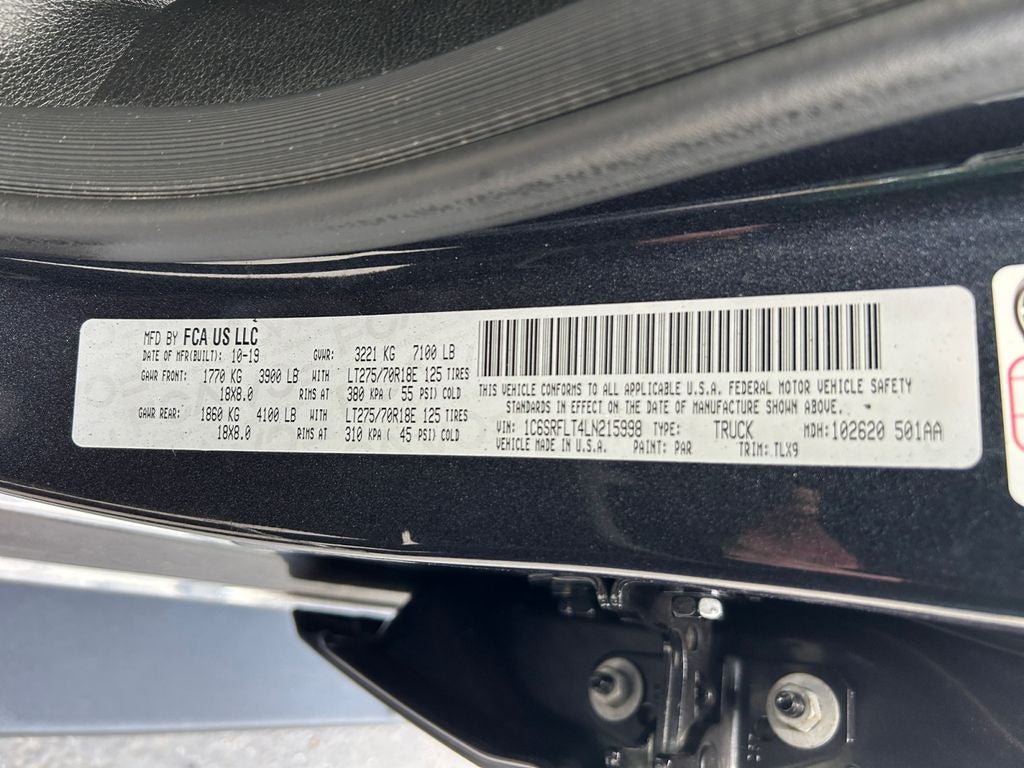 MFD BY FCA US LLC
DATE OF MFR(BUILT): 10-19 GVWR: 3221 KG 7100 LB
GAWR FRONT: 1770 KG 3900 LB WITH LT275/70R18E 125 TIRES
18X8.0 RIMS AT 380 KPA ( 55 PSI) COLD
GAWR REAR: 1860 KG 4100 LB WITH LT275/70R18E 125 TIRES
18X8.0 RIMS AT 310 KPA ( 45 PSI) COLD
THIS VEHICLE CONFORMS TO ALL APPLICABLE U.S.A. FEDERAL MOTOR VEHICLE SAFETY
STANDARDS IN EFFECT ON THE DATE OF MANUFACTURE SHOWN ABOVE.
VIN: 1C6SRFLT4LN215998 TYPE: TRUCK MDH: 102620 501AA
VEHICLE MADE IN U.S.A. PAINT: PAR TRIM: TLX9